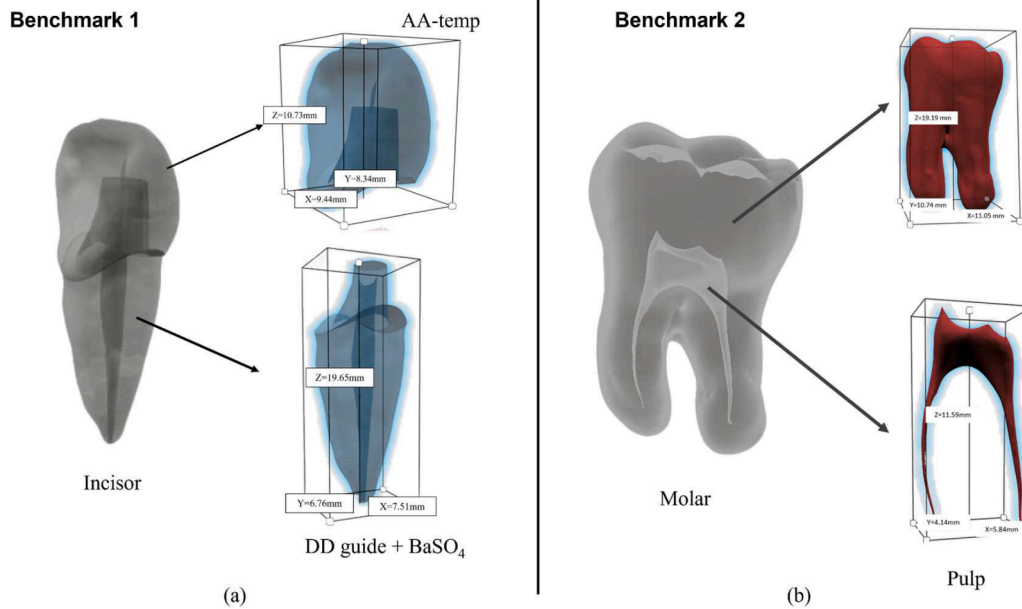 Benchmark 1
AA-temp
Z=10.73mm
Y=8.34mm
X=9.44mm
Z=19.65mm
Y=6.76mm
X=7.51mm
Incisor
DD guide + BaSO₄
(a)
Benchmark 2
Z=19.19 mm
Y=10.74 mm
X=11.05 mm
Z=11.59mm
Y=4.14mm
X=5.84mm
Molar
Pulp
(b)